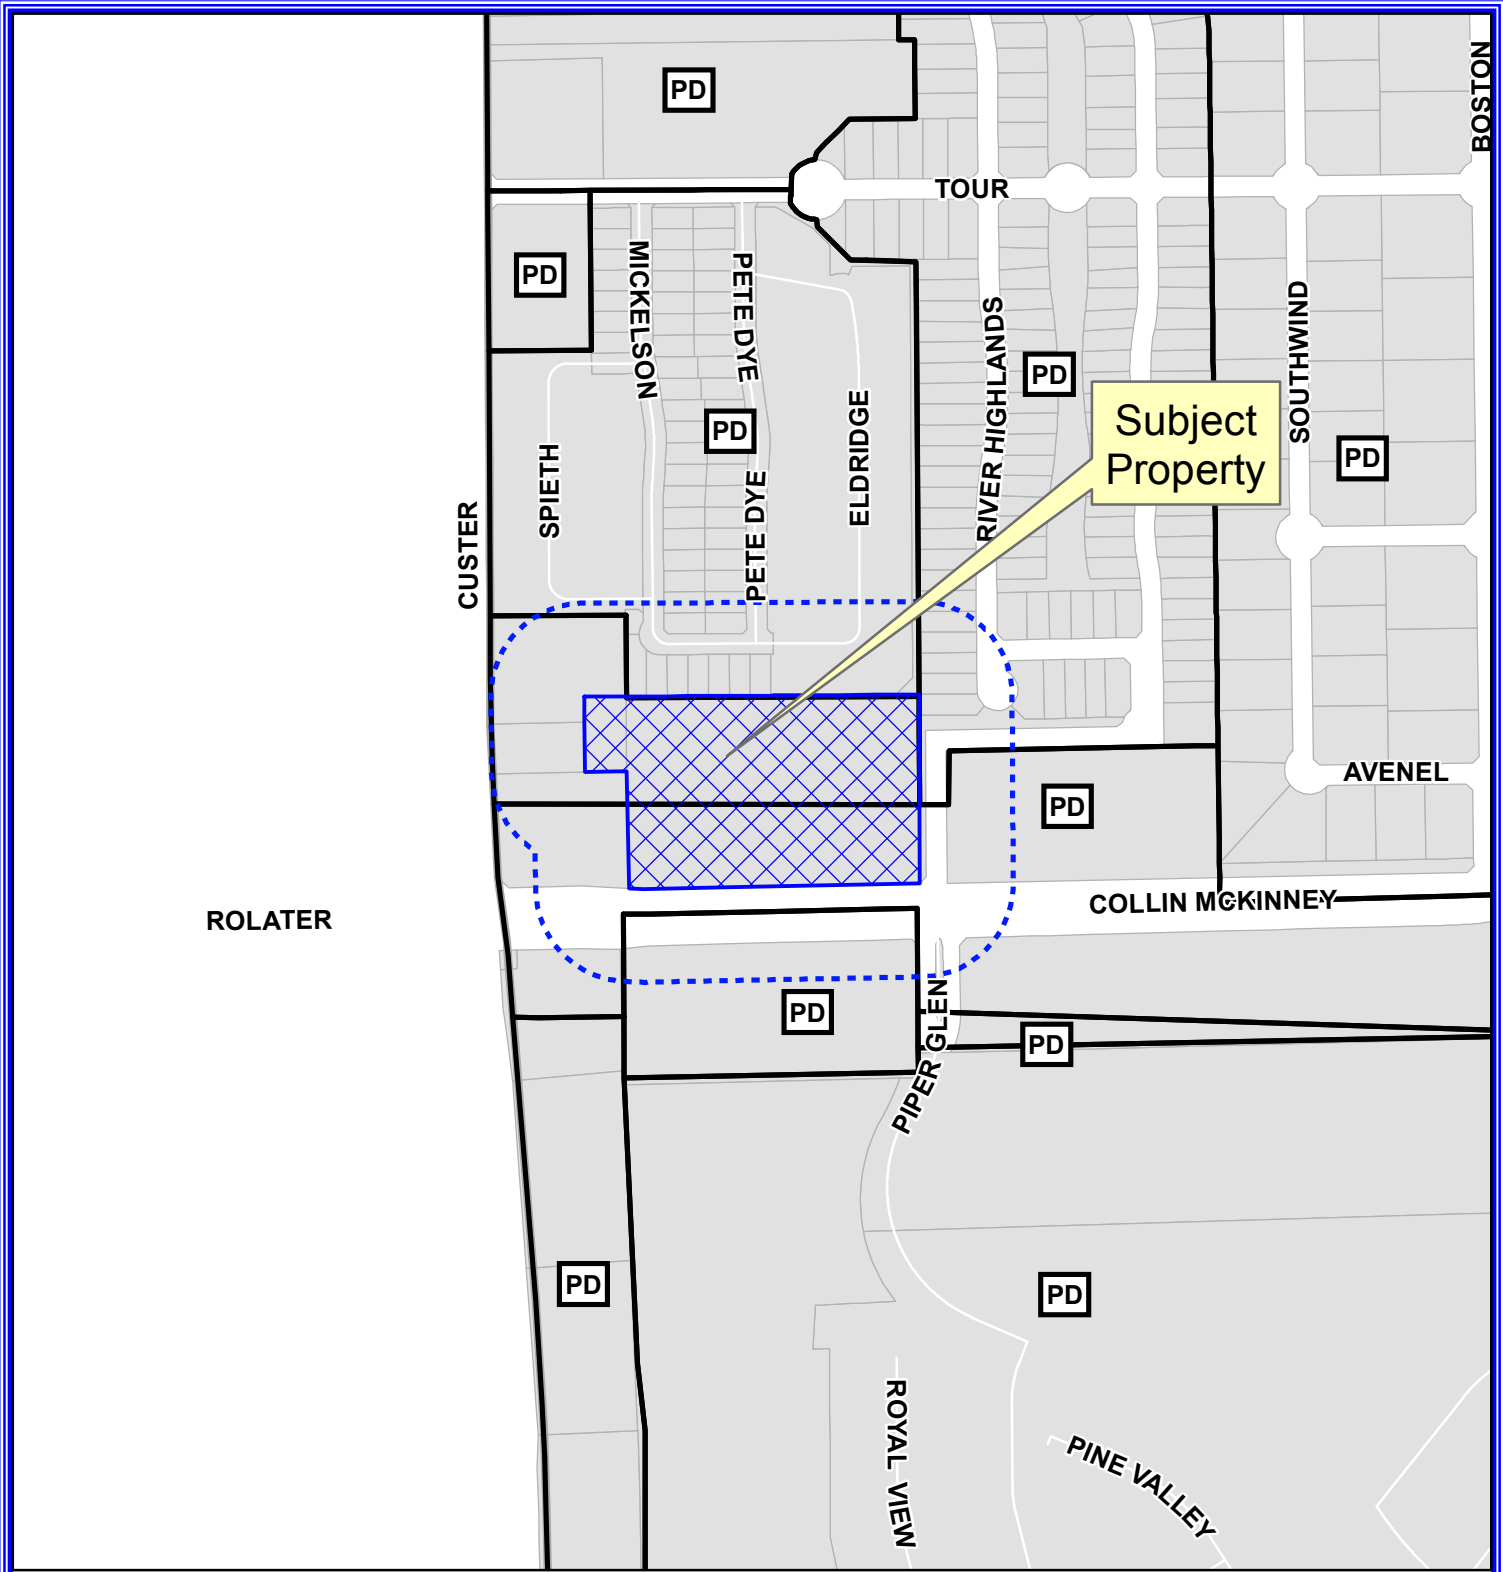 PD
BOSTON
TOUR
PD
MICKELSON
PETE DYE
RIVER HIGHLANDS
SOUTHWIND
PD
Subject
Property
PD
PD
SPIETH
ELDRIDGE
PETE DYE
CUSTER
AVENEL
PD
COLLIN MCKINNEY
ROLATER
PD
PIPER GLEN
PD
PD
PD
ROYAL VIEW
PINE VALLEY